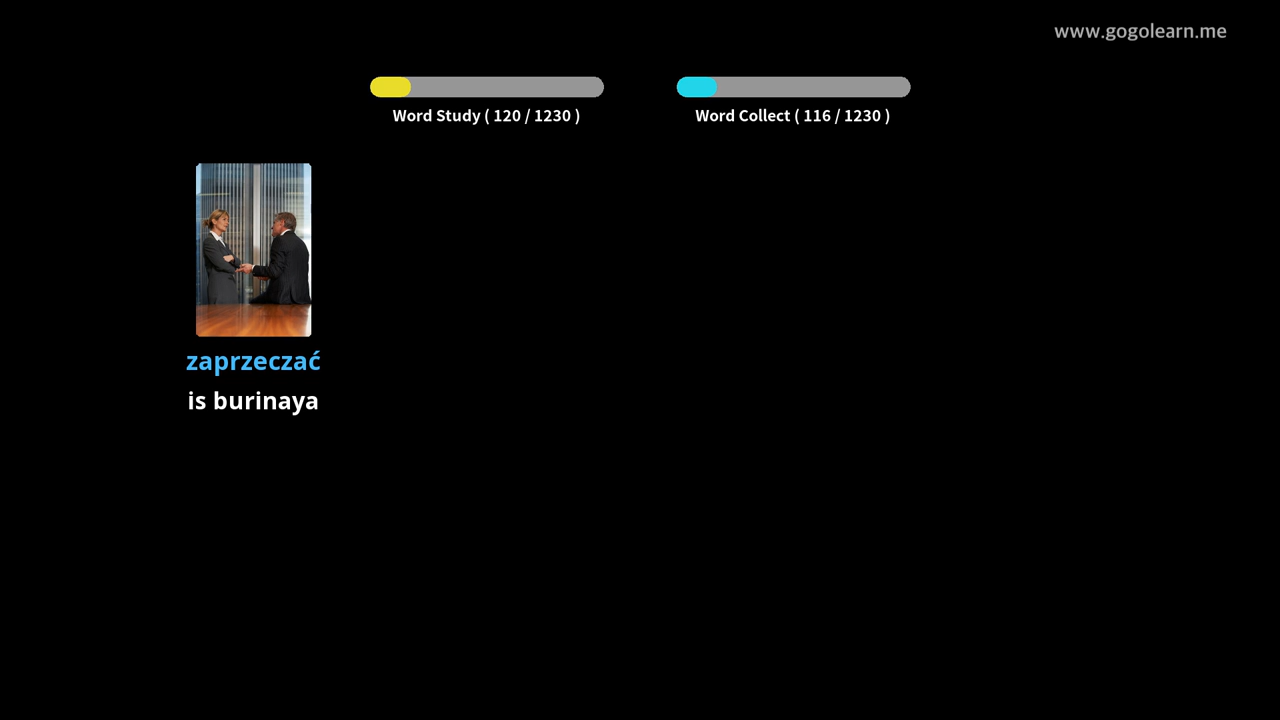 www.gogolearn.me
Word Study ( 120 / 1230 )
Word Collect ( 116 / 1230 )
zaprzeczać
is burinaya